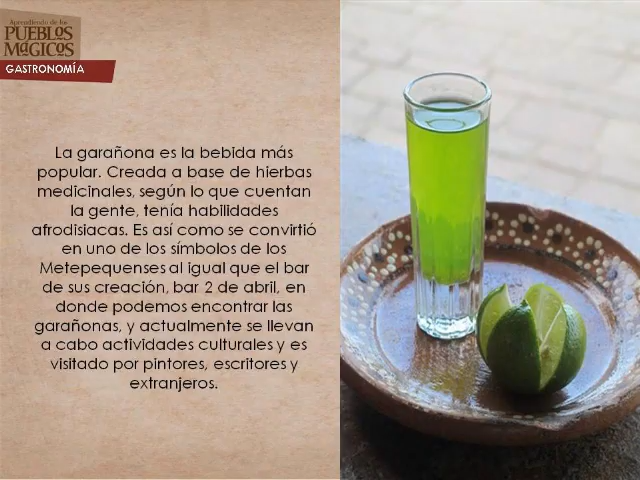 Aprendiendo de los
PUEBLOS
MáGICOS
GASTRONOMÍA
La garañona es la bebida más
popular. Creada a base de hierbas
medicinales, según lo que cuentan
la gente, tenía habilidades
afrodisiacas. Es así como se convirtió
en uno de los símbolos de los
Metepequenses al igual que el bar
de sus creación, bar 2 de abril, en
donde podemos encontrar las
garañonas, y actualmente se llevan
a cabo actividades culturales y es
visitado por pintores, escritores y
extranjeros.